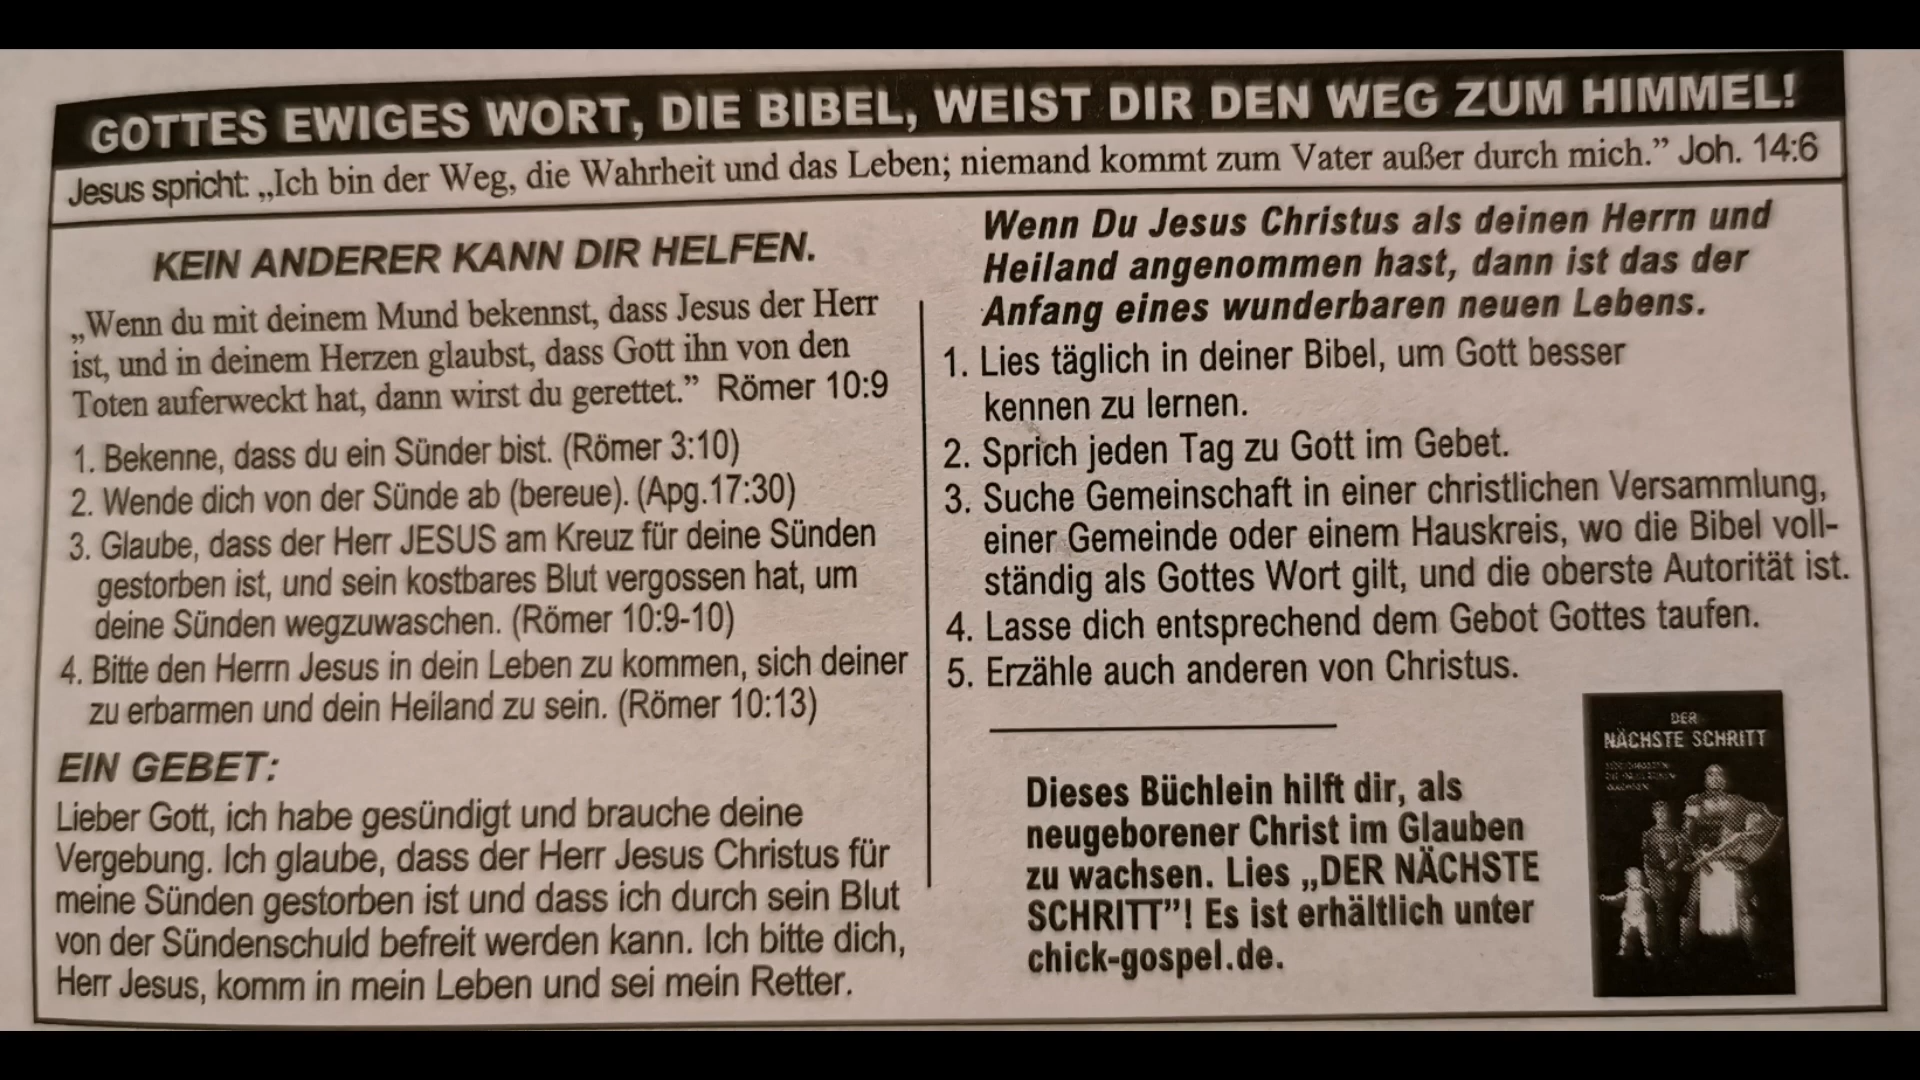 GOTTES EWIGES WORT, DIE BIBEL, WEIST DIR DEN WEG ZUM HIMMEL!
Jesus spricht: „Ich bin der Weg, die Wahrheit und das Leben; niemand kommt zum Vater außer durch mich.” Joh. 14:6
KEIN ANDERER KANN DIR HELFEN.
„Wenn du mit deinem Mund bekennst, dass Jesus der Herr
ist, und in deinem Herzen glaubst, dass Gott ihn von den
Toten auferweckt hat, dann wirst du gerettet.” Römer 10:9
1. Bekenne, dass du ein Sünder bist. (Römer 3:10)
2. Wende dich von der Sünde ab (bereue). (Apg.17:30)
3. Glaube, dass der Herr JESUS am Kreuz für deine Sünden
gestorben ist, und sein kostbares Blut vergossen hat, um
deine Sünden wegzuwaschen. (Römer 10:9-10)
4. Bitte den Herrn Jesus in dein Leben zu kommen, sich deiner
zu erbarmen und dein Heiland zu sein. (Römer 10:13)
EIN GEBET:
Lieber Gott, ich habe gesündigt und brauche deine
Vergebung. Ich glaube, dass der Herr Jesus Christus für
meine Sünden gestorben ist und dass ich durch sein Blut
von der Sündenschuld befreit werden kann. Ich bitte dich,
Herr Jesus, komm in mein Leben und sei mein Retter.
Wenn Du Jesus Christus als deinen Herrn und
Heiland angenommen hast, dann ist das der
Anfang eines wunderbaren neuen Lebens.
1. Lies täglich in deiner Bibel, um Gott besser
kennen zu lernen.
2. Sprich jeden Tag zu Gott im Gebet.
3. Suche Gemeinschaft in einer christlichen Versammlung,
einer Gemeinde oder einem Hauskreis, wo die Bibel voll-
ständig als Gottes Wort gilt, und die oberste Autorität ist.
4. Lasse dich entsprechend dem Gebot Gottes taufen.
5. Erzähle auch anderen von Christus.
Dieses Büchlein hilft dir, als
neugeborener Christ im Glauben
zu wachsen. Lies „DER NÄCHSTE
SCHRITT”! Es ist erhältlich unter
chick-gospel.de.
DER
NÄCHSTE SCHRITT